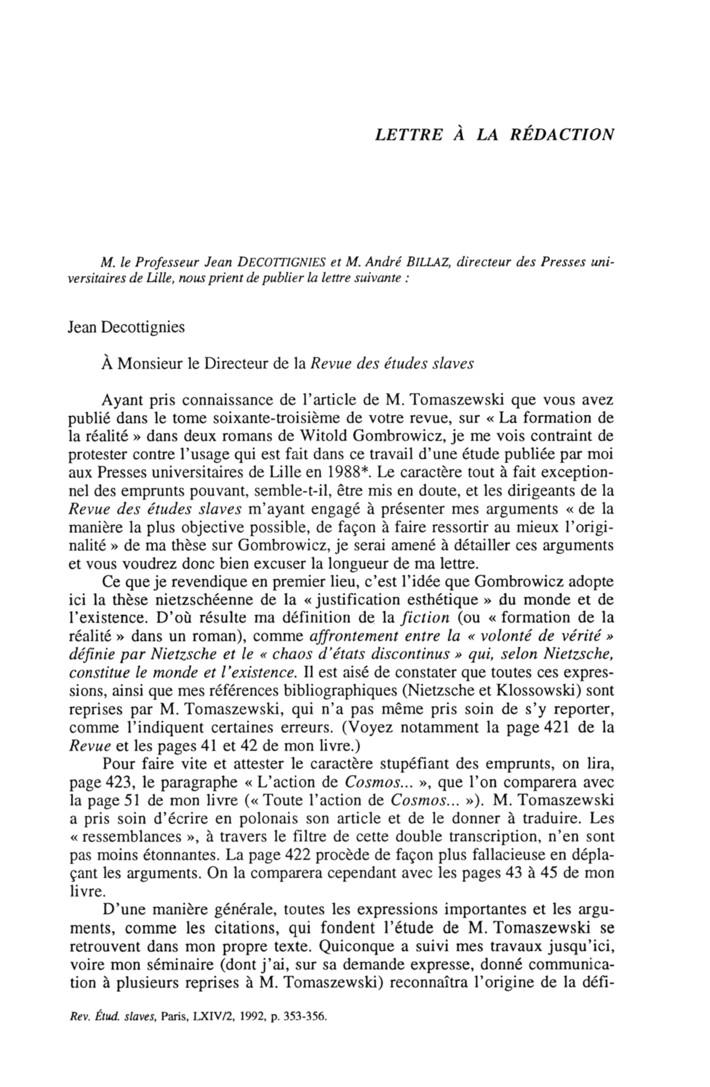 LETTRE À LA RÉDACTION
M. le Professeur Jean DECOTTIGNIES et M. André BILLAZ, directeur des Presses uni-
versitaires de Lille, nous prient de publier la lettre suivante :
Jean Decottignies
À Monsieur le Directeur de la Revue des études slaves
Ayant pris connaissance de l'article de M. Tomaszewski que vous avez
publié dans le tome soixante-troisième de votre revue, sur « La formation de
la réalité » dans deux romans de Witold Gombrowicz, je me vois contraint de
protester contre l'usage qui est fait dans ce travail d'une étude publiée par moi
aux Presses universitaires de Lille en 1988*. Le caractère tout à fait exception-
nel des emprunts pouvant, semble-t-il, être mis en doute, et les dirigeants de la
Revue des études slaves m'ayant engagé à présenter mes arguments « de la
manière la plus objective possible, de façon à faire ressortir au mieux l'origi-
nalité » de ma thèse sur Gombrowicz, je serai amené à détailler ces arguments
et vous voudrez donc bien excuser la longueur de ma lettre.
Ce que je revendique en premier lieu, c'est l'idée que Gombrowicz adopte
ici la thèse nietzschéenne de la « justification esthétique » du monde et de
l'existence. D'où résulte ma définition de la fiction (ou « formation de la
réalité » dans un roman), comme affrontement entre la « volonté de vérité »
définie par Nietzsche et le « chaos d'états discontinus » qui, selon Nietzsche,
constitue le monde et l'existence. Il est aisé de constater que toutes ces expres-
sions, ainsi que mes références bibliographiques (Nietzsche et Klossowski) sont
reprises par M. Tomaszewski, qui n'a pas même pris soin de s'y reporter,
comme l'indiquent certaines erreurs. (Voyez notamment la page 421 de la
Revue et les pages 41 et 42 de mon livre.)
Pour faire vite et attester le caractère stupéfiant des emprunts, on lira,
page 423, le paragraphe « L'action de Cosmos... », que l'on comparera avec
la page 51 de mon livre (« Toute l'action de Cosmos... »). M. Tomaszewski
a pris soin d'écrire en polonais son article et de le donner à traduire. Les
« ressemblances », à travers le filtre de cette double transcription, n'en sont
pas moins étonnantes. La page 422 procède de façon plus fallacieuse en dépla-
çant les arguments. On la comparera cependant avec les pages 43 à 45 de mon
livre.
D'une manière générale, toutes les expressions importantes et les argu-
ments, comme les citations, qui fondent l'étude de M. Tomaszewski se
retrouvent dans mon propre texte. Quiconque a suivi mes travaux jusqu'ici,
voire mon séminaire (dont j'ai, sur sa demande expresse, donné communica-
tion à plusieurs reprises à M. Tomaszewski) reconnaîtra l'origine de la défi-
Rev. Étud. slaves, Paris, LXIV/2, 1992, p. 353-356.